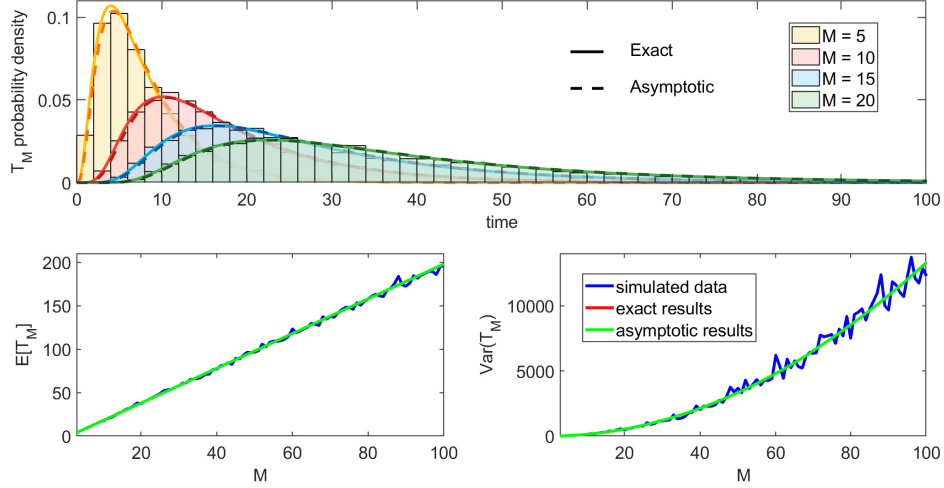 0.1
0.05
0
T_M probability density
Exact
Asymptotic
M = 5
M = 10
M = 15
M = 20
0 10 20 30 40 50 60 70 80 90 100
time
200
150
100
50
0
E[T_M]
20 40 60 80 100
M
10000
5000
0
Var(T_M)
simulated data
exact results
asymptotic results
20 40 60 80 100
M